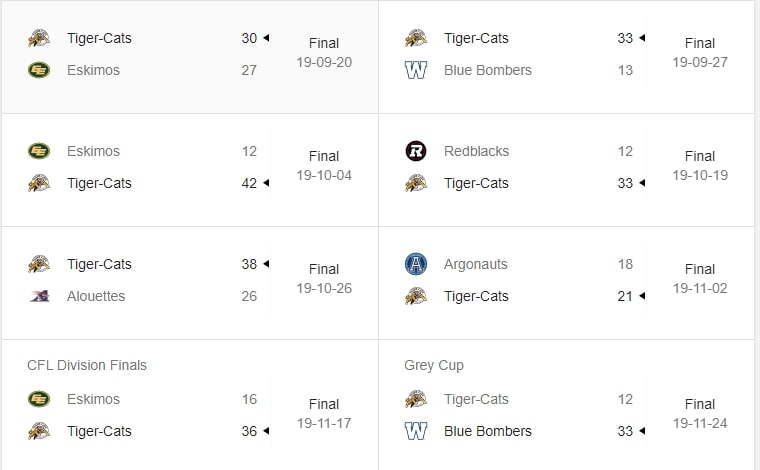 Tiger-Cats 30
Eskimos 27
Final
19-09-20
Tiger-Cats 33
Blue Bombers 13
Final
19-09-27
Eskimos 12
Tiger-Cats 42
Final
19-10-04
Redblacks 12
Tiger-Cats 33
Final
19-10-19
Tiger-Cats 38
Alouettes 26
Final
19-10-26
Argonauts 18
Tiger-Cats 21
Final
19-11-02
CFL Division Finals
Eskimos 16
Tiger-Cats 36
Final
19-11-17
Grey Cup
Tiger-Cats 12
Blue Bombers 33
Final
19-11-24